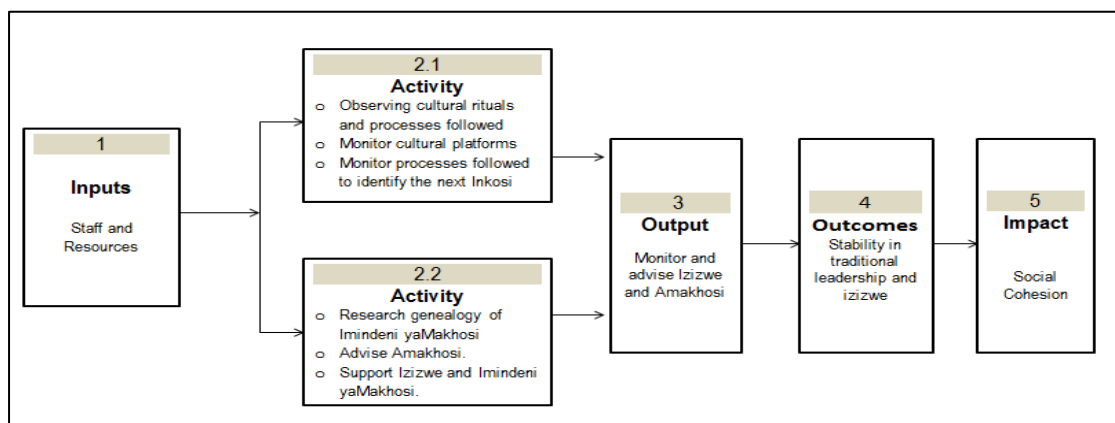 1
Inputs
Staff and
Resources
2.1
Activity
o Observing cultural rituals
and processes followed
o Monitor cultural platforms
o Monitor processes followed
to identify the next Inkosi
2.2
Activity
o Research genealogy of
Imindeni yaMakhosi
o Advise Amakhosi.
o Support Izizwe and Imindeni
yaMakhosi.
3
Output
Monitor and
advise Izizwe
and Amakhosi
4
Outcomes
Stability in
traditional
leadership and
izizwe
5
Impact
Social
Cohesion